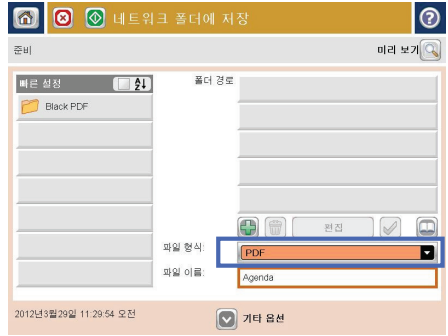 네트워크 폴더에 저장
준비
미리 보기
빠른 설정
폴더 경로
Black PDF
편집
파일 형식:
PDF
파일 이름:
Agenda
2012년3월29일 11:29:54 오전
기타 옵션